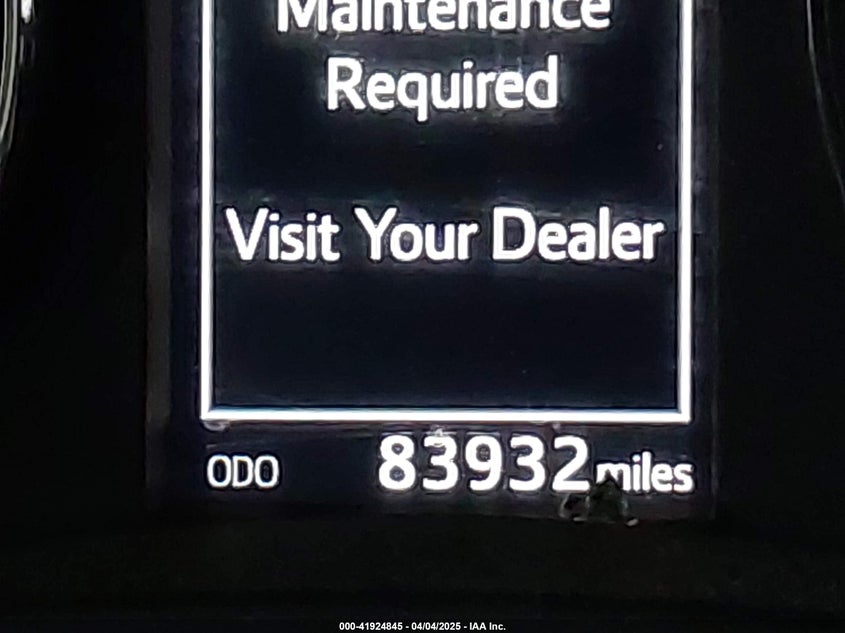 Maintenance
Required
Visit Your Dealer
ODO 83932 miles
000-41924845 - 04/04/2025 - IAA Inc.